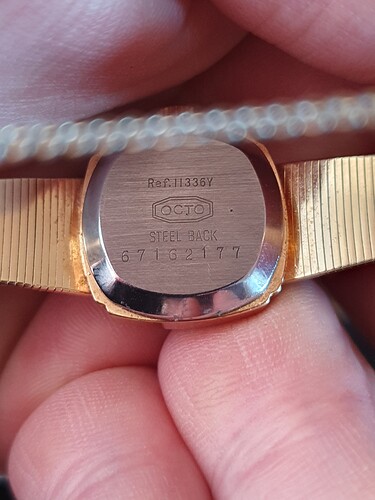 Ref.11336Y
OCTO
STEEL BACK
67162177